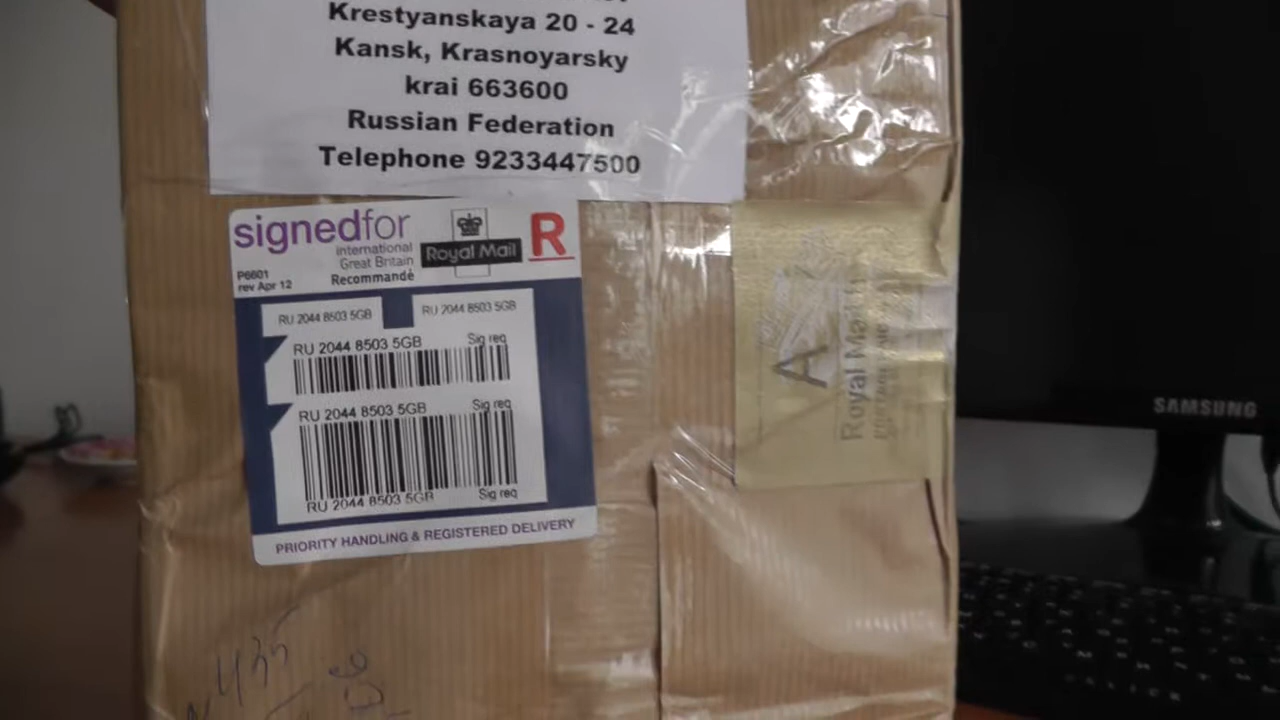 Krestyanskaya 20 - 24
Kansk, Krasnoyarsky
krai 663600
Russian Federation
Telephone 9233447500
signedfor
international
Great Britain
Recommandé
P6601
rev Apr 12
Royal Mail
R
RU 2044 8503 5GB
RU 2044 8503 5GB
RU 2044 8503 5GB Sig req
RU 2044 8503 5GB Sig req
RU 2044 8503 5GB Sig req
PRIORITY HANDLING & REGISTERED DELIVERY
A
Royal Mail
SAMSUNG